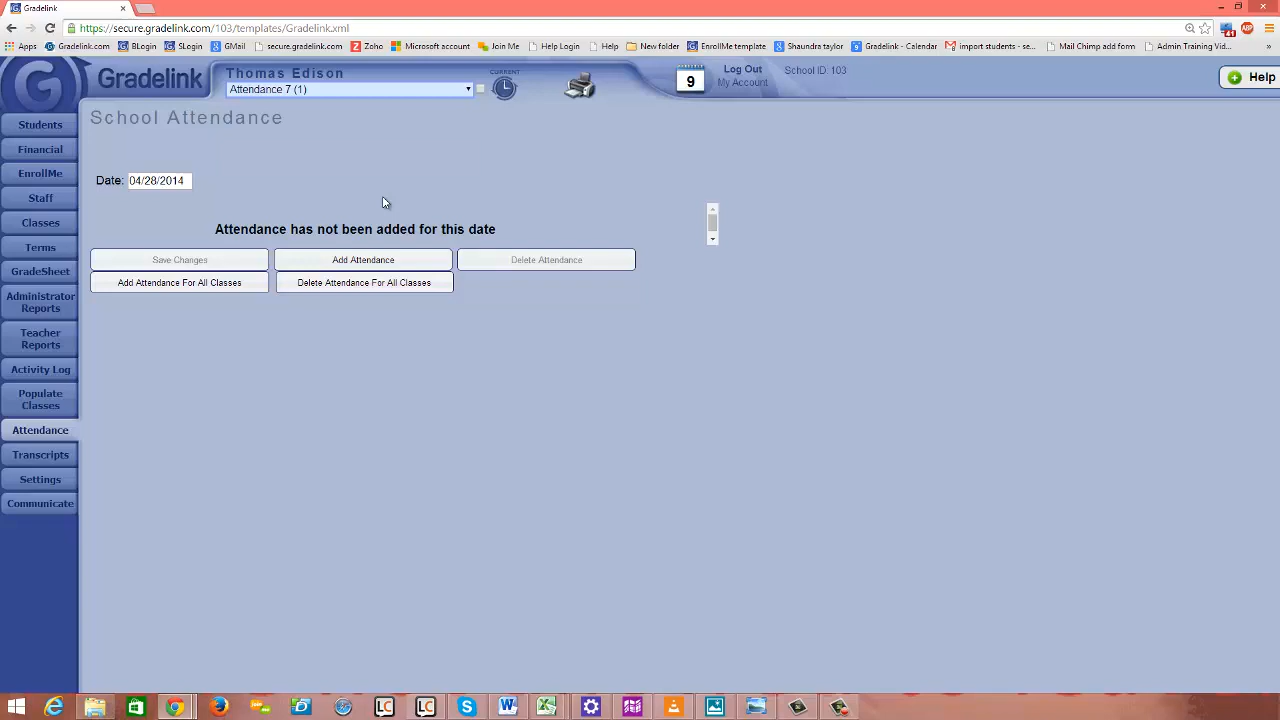 Gradelink
https://secure.gradelink.com/103/templates/Gradelink.xml
Apps Gradelink.com BLogin SLogin GMail secure.gradelink.com Zoho Microsoft account Join Me Help Login Help New folder EnrollMe template Shaundra taylor Gradelink - Calendar import students - se... Mail Chimp add from Admin Training Vid... »
G Gradelink
Thomas Edison
Attendance 7 (1)
CURRENT
9
Log Out
My Account
School ID: 103
Help
School Attendance
Students
Financial
EnrollMe
Staff
Classes
Terms
GradeSheet
Administrator
Reports
Teacher
Reports
Activity Log
Populate
Classes
Attendance
Transcripts
Settings
Communicate
Date: 04/28/2014
Attendance has not been added for this date
Save Changes Add Attendance Delete Attendance
Add Attendance For All Classes Delete Attendance For All Classes